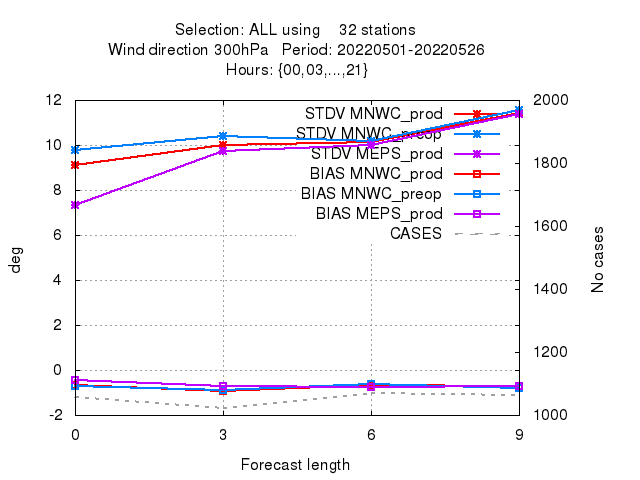 Selection: ALL using 32 stations
Wind direction 300hPa Period: 20220501-20220526
Hours: {00,03,...,21}
12
10
8
6
4
2
0
-2
deg
2000
1800
1600
1400
1200
1000
No cases
STDV MNWC_prod
STDV MNWC_preop
STDV MEPS_prod
BIAS MNWC_prod
BIAS MNWC_preop
BIAS MEPS_prod
CASES
0 3 6 9
Forecast length